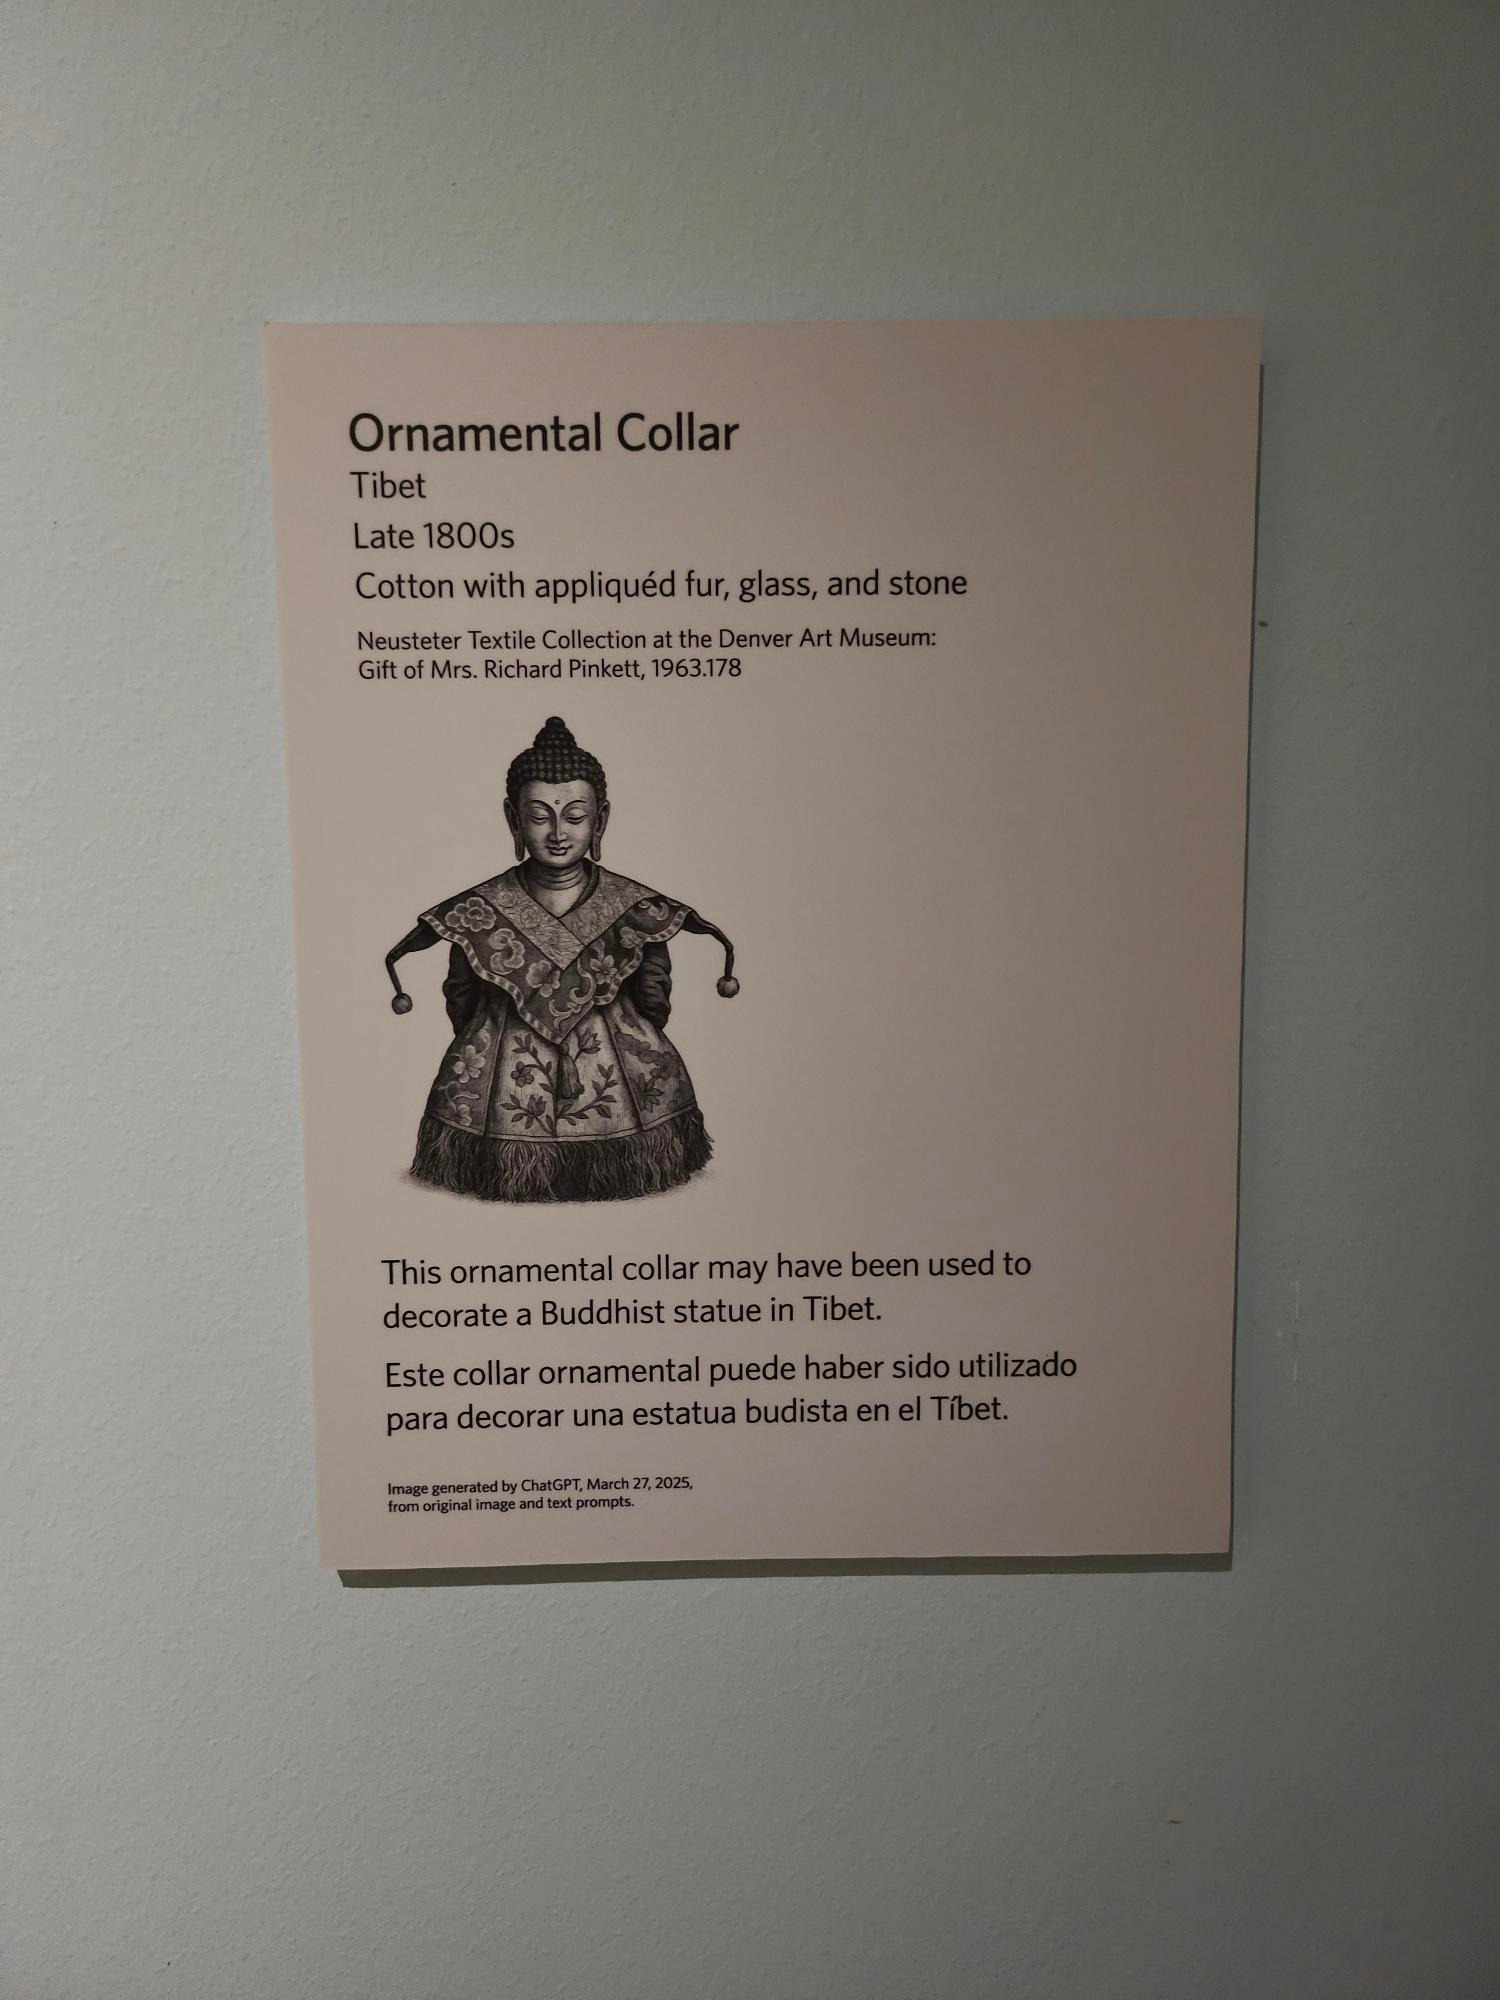 Ornamental Collar
Tibet
Late 1800s
Cotton with appliquéd fur, glass, and stone
Neusteter Textile Collection at the Denver Art Museum:
Gift of Mrs. Richard Pinkett, 1963.178
This ornamental collar may have been used to
decorate a Buddhist statue in Tibet.
Este collar ornamental puede haber sido utilizado
para decorar una estatua budista en el Tíbet.
Image generated by ChatGPT, March 27, 2025,
from original image and text prompts.